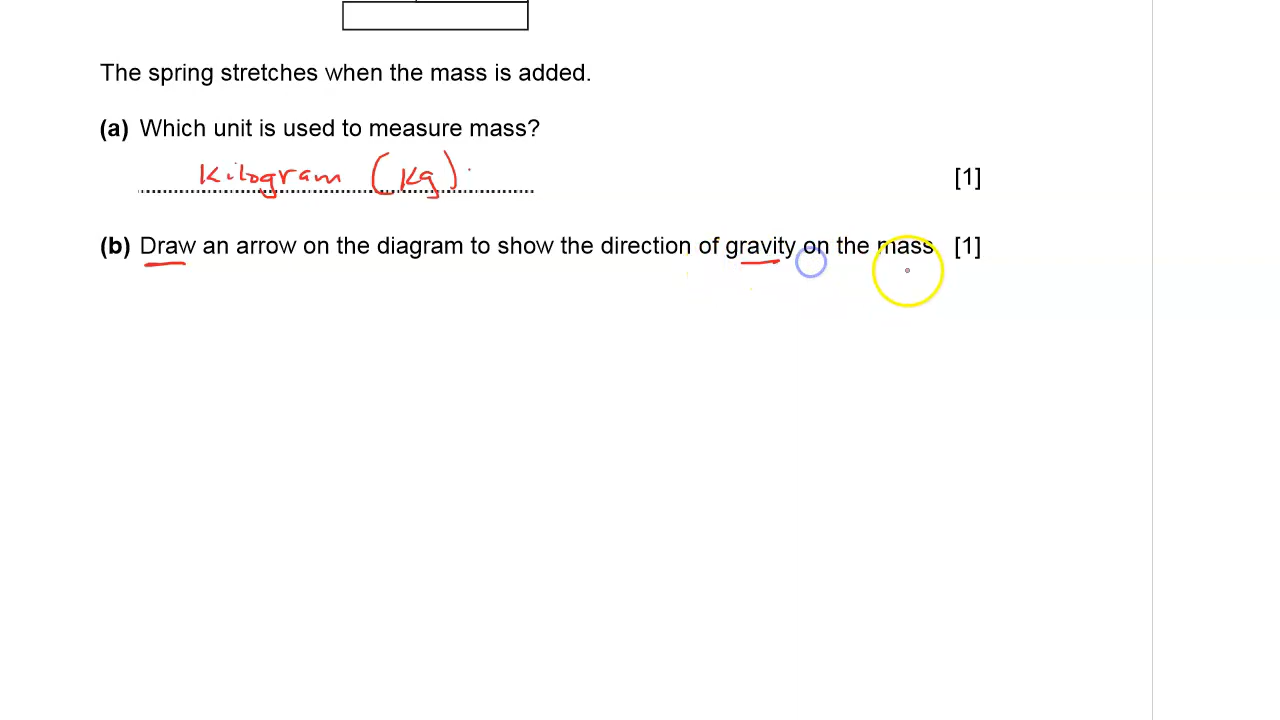 The spring stretches when the mass is added.
(a) Which unit is used to measure mass?
Kilogram (Kg) [1]
(b) Draw an arrow on the diagram to show the direction of gravity on the mass. [1]